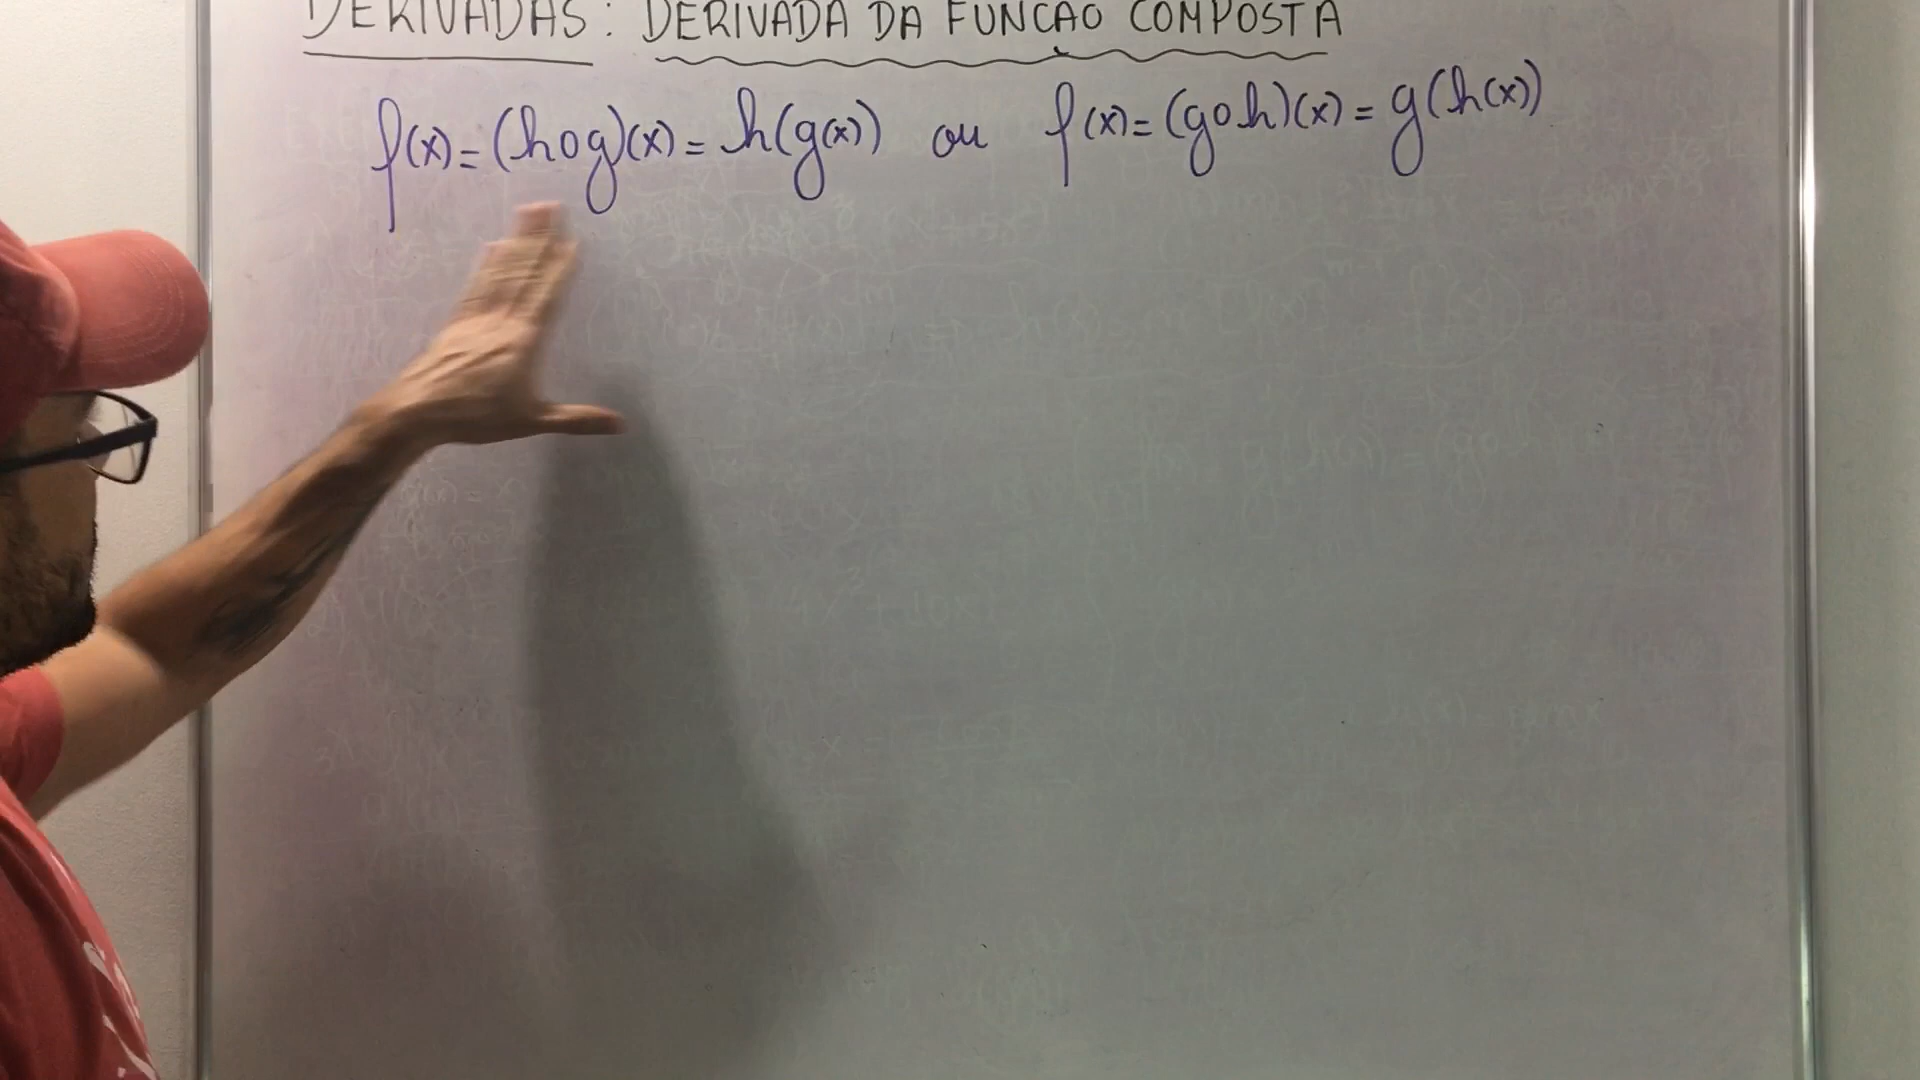 DERIVADAS: DERIVADA DA FUNÇÃO COMPOSTA
f(x) = (hog)(x) = h(g(x)) ou f(x) = (goh)(x) = g(h(x))